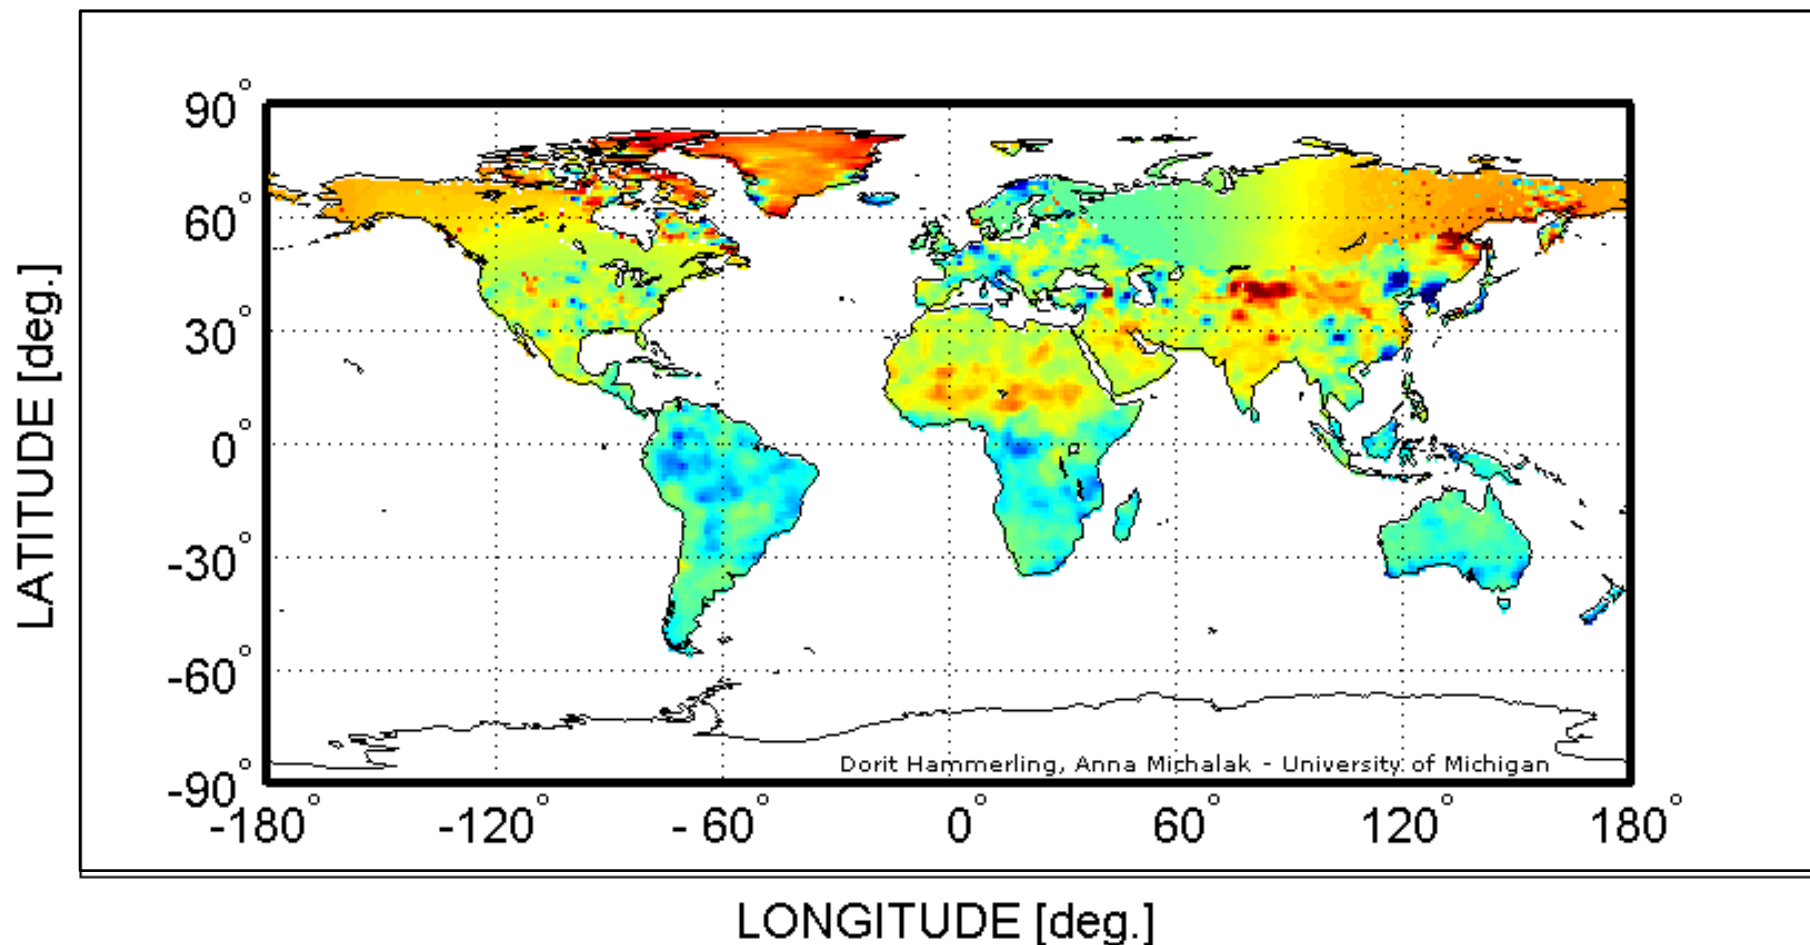 LATITUDE [deg.]
90°
60°
30°
0°
-30°
-60°
-90°
Dorit Hammerling, Anna Michalak - University of Michigan
-180° -120° - 60° 0° 60° 120° 180°
LONGITUDE [deg.]